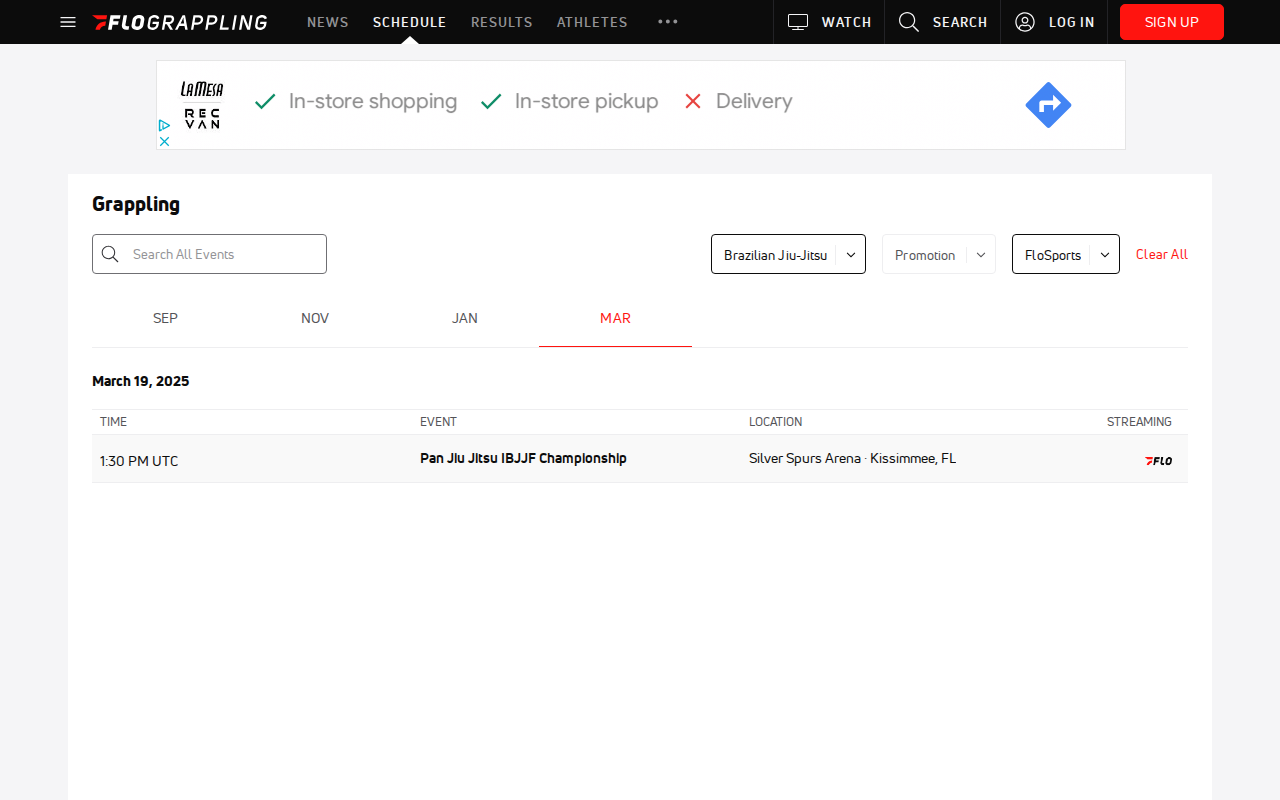 FLOGRAPPLING NEWS SCHEDULE RESULTS ATHLETES WATCH SEARCH LOG IN SIGN UP
LA MESA
REC
VAN
In-store shopping In-store pickup Delivery
Grappling
Search All Events Brazilian Jiu-Jitsu Promotion FloSports Clear All
SEP NOV JAN MAR
March 19, 2025
TIME EVENT LOCATION STREAMING
1:30 PM UTC Pan Jiu Jitsu IBJJF Championship Silver Spurs Arena · Kissimmee, FL FLO